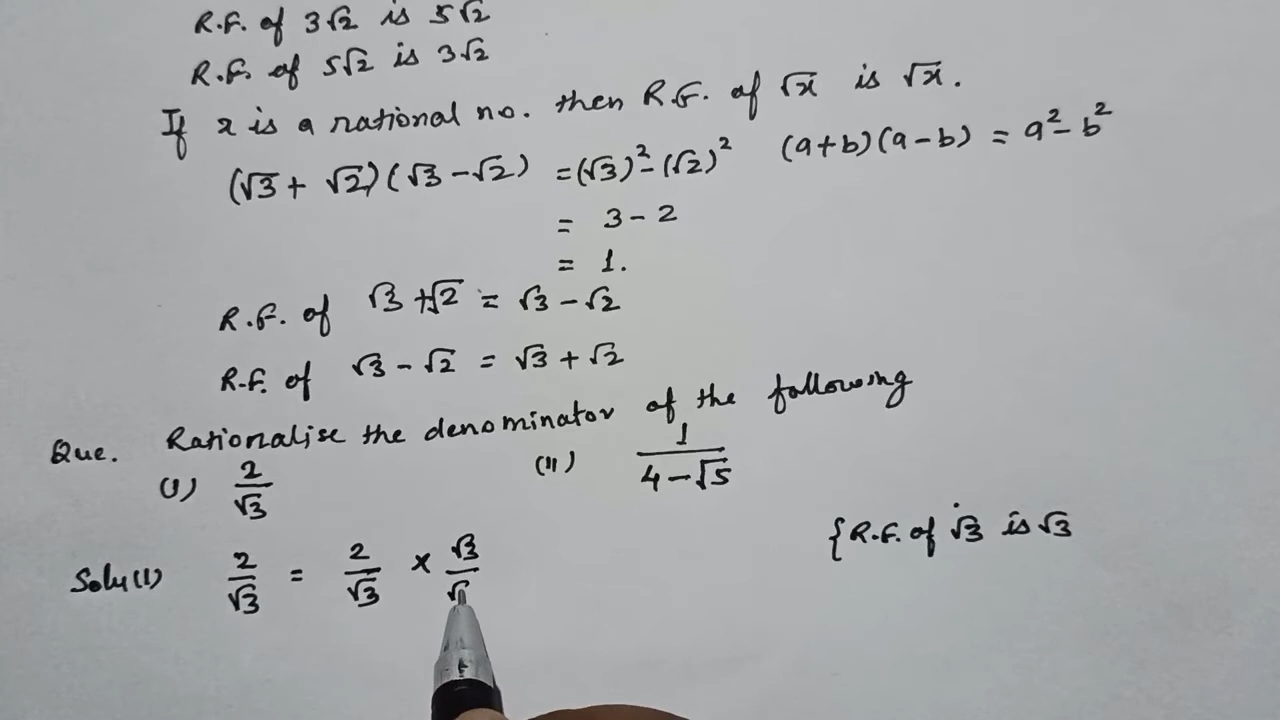 R.F. of 3√2 is 5√2
R.F. of 5√2 is 3√2
If x is a rational no. then R.F. of √x is √x.
(√3 + √2)(√3 - √2) = (√3)² - (√2)² (a+b)(a-b) = a² - b²
= 3 - 2
= 1.
R.F. of √3 + √2 = √3 - √2
R.F. of √3 - √2 = √3 + √2
Que. Rationalise the denominator of the following
(I) 2/√3 (II) 1/(4-√5)
{R.F. of √3 is √3
Solu(1) 2/√3 = 2/√3 × √3/√